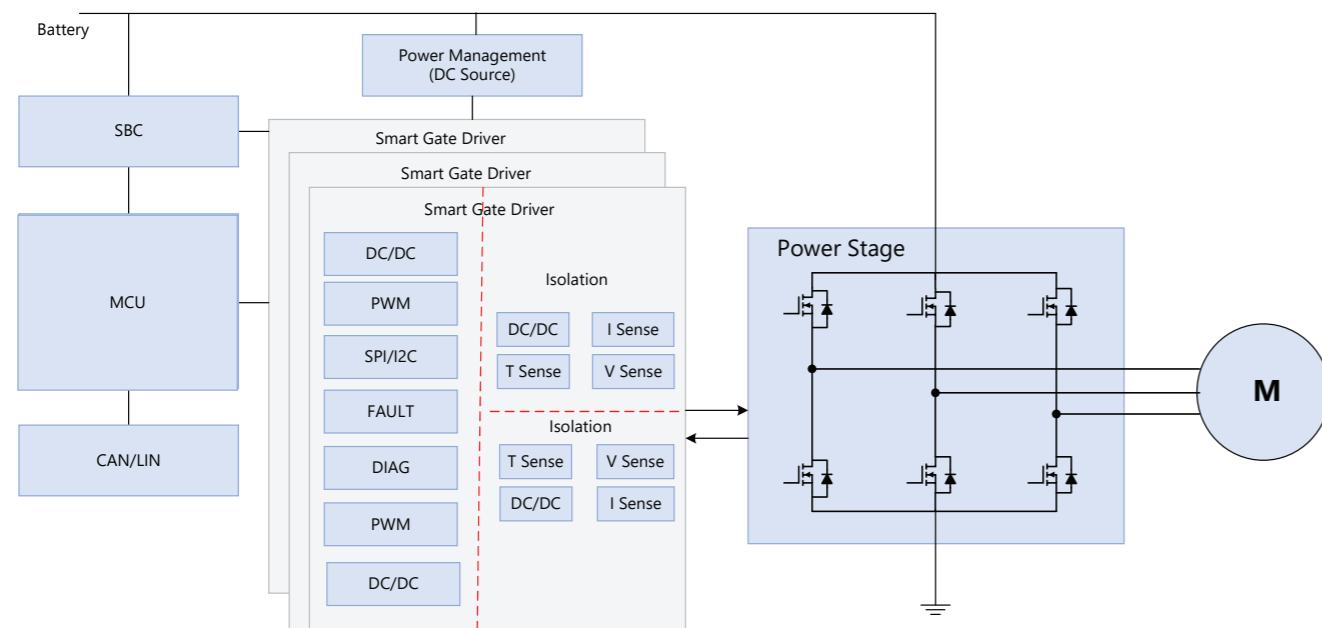 Battery
Power Management
(DC Source)
SBC
MCU
CAN/LIN
Smart Gate Driver
Smart Gate Driver
Smart Gate Driver
DC/DC
PWM
SPI/I2C
FAULT
DIAG
PWM
DC/DC
Isolation
DC/DC
I Sense
T Sense
V Sense
Isolation
T Sense
V Sense
DC/DC
I Sense
Power Stage
M